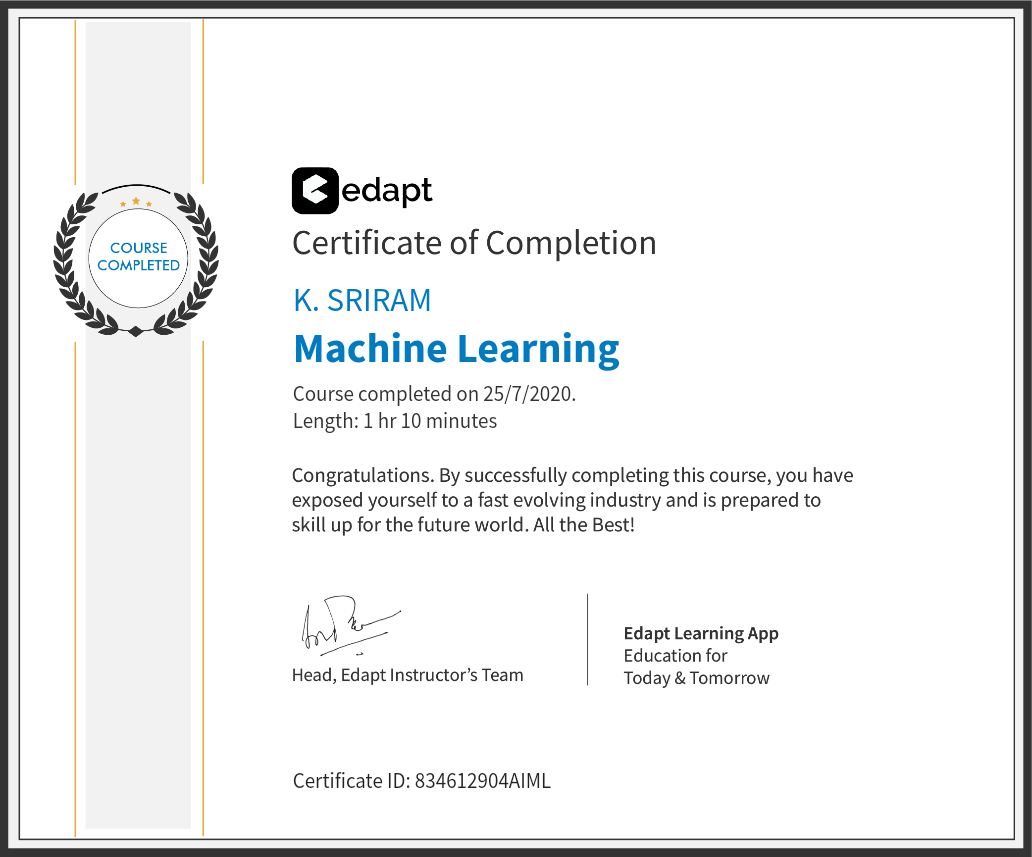 COURSE
COMPLETED
edapt
Certificate of Completion
K. SRIRAM
Machine Learning
Course completed on 25/7/2020.
Length: 1 hr 10 minutes
Congratulations. By successfully completing this course, you have
exposed yourself to a fast evolving industry and is prepared to
skill up for the future world. All the Best!
Head, Edapt Instructor’s Team
Edapt Learning App
Education for
Today & Tomorrow
Certificate ID: 834612904AIML